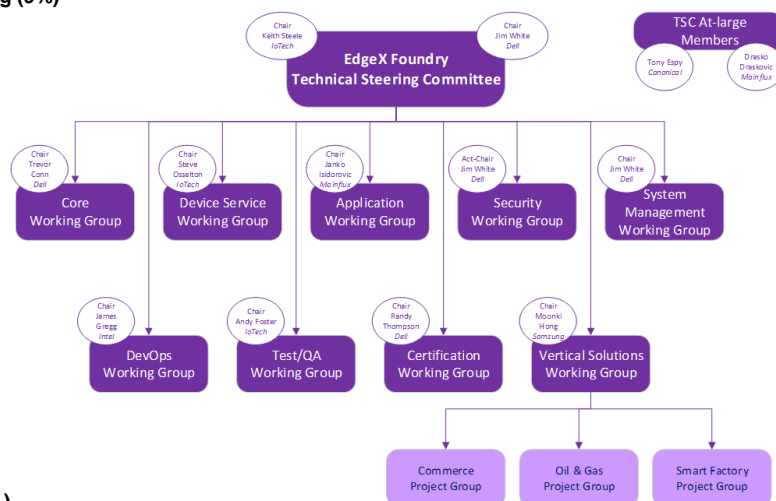 g (5%)
Chair
Keith Steele
IoTech
Chair
Jim White
Dell
EdgeX Foundry
Technical Steering Committee
TSC At-large
Members
Tony Espy
Canonical
Drasko
Draskovic
Mainflux
Chair
Trevor
Conn
Dell
Core
Working Group
Chair
Steve
Osselton
IoTech
Device Service
Working Group
Chair
Janko
Isidorovic
Mainflux
Application
Working Group
Act-Chair
Jim White
Dell
Security
Working Group
Chair
Jim White
Dell
System
Management
Working Group
Chair
James
Gregg
Intel
DevOps
Working Group
Chair
Andy Foster
IoTech
Test/QA
Working Group
Chair
Randy
Thompson
Dell
Certification
Working Group
Chair
Moonki
Hong
Samsung
Vertical Solutions
Working Group
Commerce
Project Group
Oil & Gas
Project Group
Smart Factory
Project Group